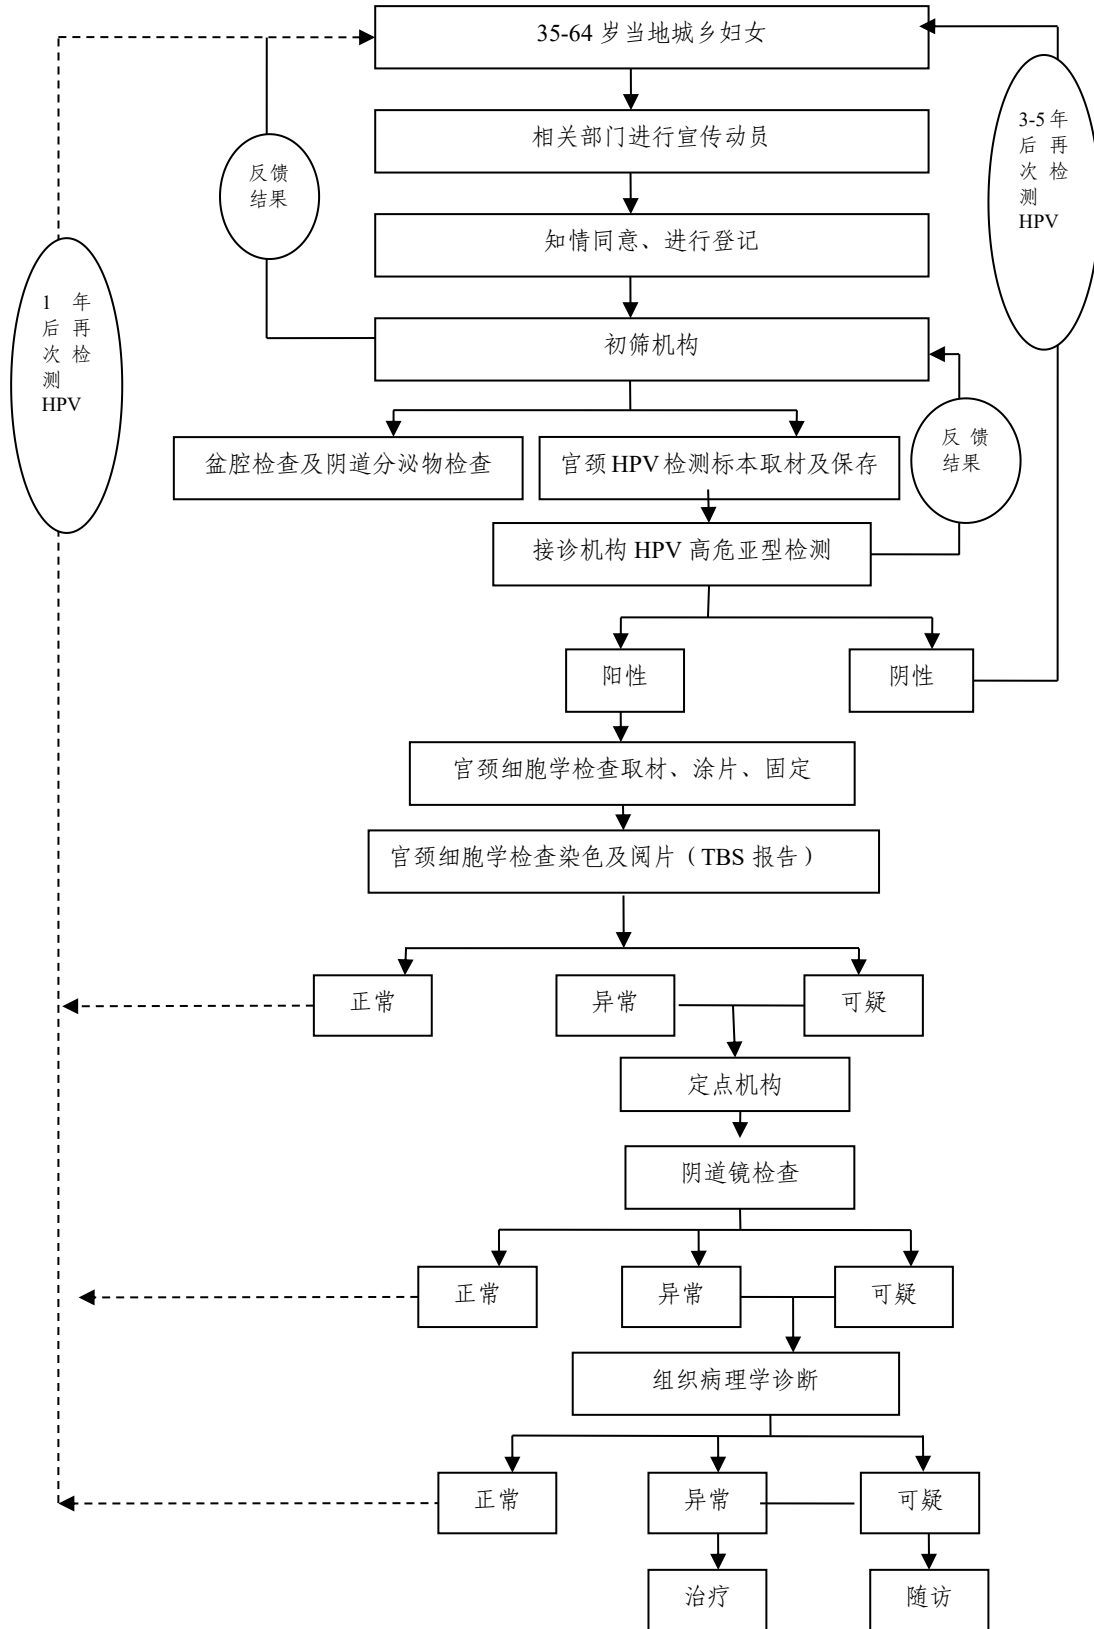 35-64 岁当地城乡妇女
相关部门进行宣传动员
3-5 年
后 再
次 检
测
HPV
反馈
结果
知情同意、进行登记
1 年
后 再
次 检
测
HPV
初筛机构
盆腔检查及阴道分泌物检查
宫颈 HPV 检测标本取材及保存
反 馈
结果
接诊机构 HPV 高危亚型检测
阳性
阴性
宫颈细胞学检查取材、涂片、固定
宫颈细胞学检查染色及阅片（TBS 报告）
正常
异常
可疑
定点机构
阴道镜检查
正常
异常
可疑
组织病理学诊断
正常
异常
可疑
治疗
随访